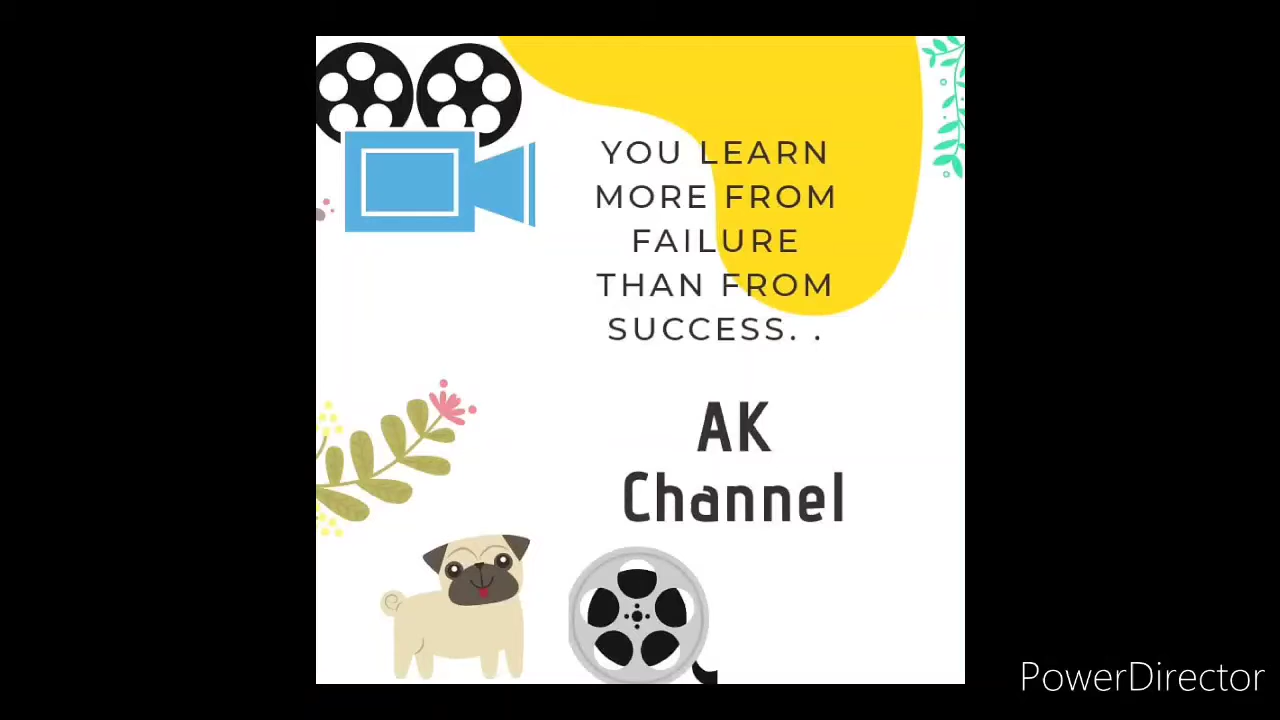 YOU LEARN
MORE FROM
FAILURE
THAN FROM
SUCCESS. .
AK
Channel
PowerDirector